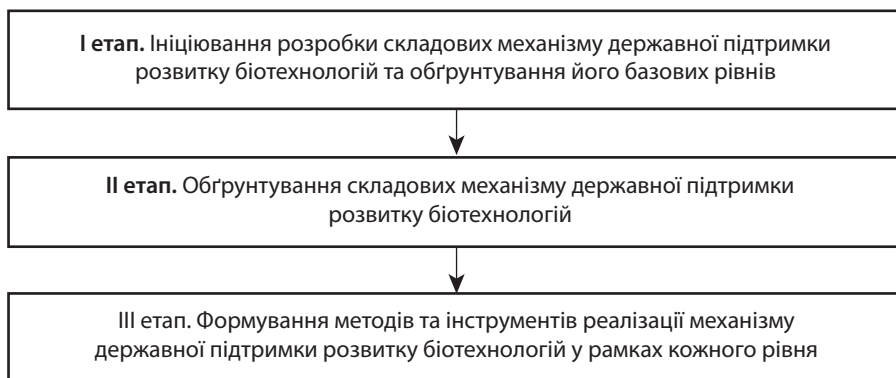 I етап. Ініціювання розробки складових механізму державної підтримки
розвитку біотехнологій та обґрунтування його базових рівнів
II етап. Обґрунтування складових механізму державної підтримки
розвитку біотехнологій
III етап. Формування методів та інструментів реалізації механізму
державної підтримки розвитку біотехнологій у рамках кожного рівня